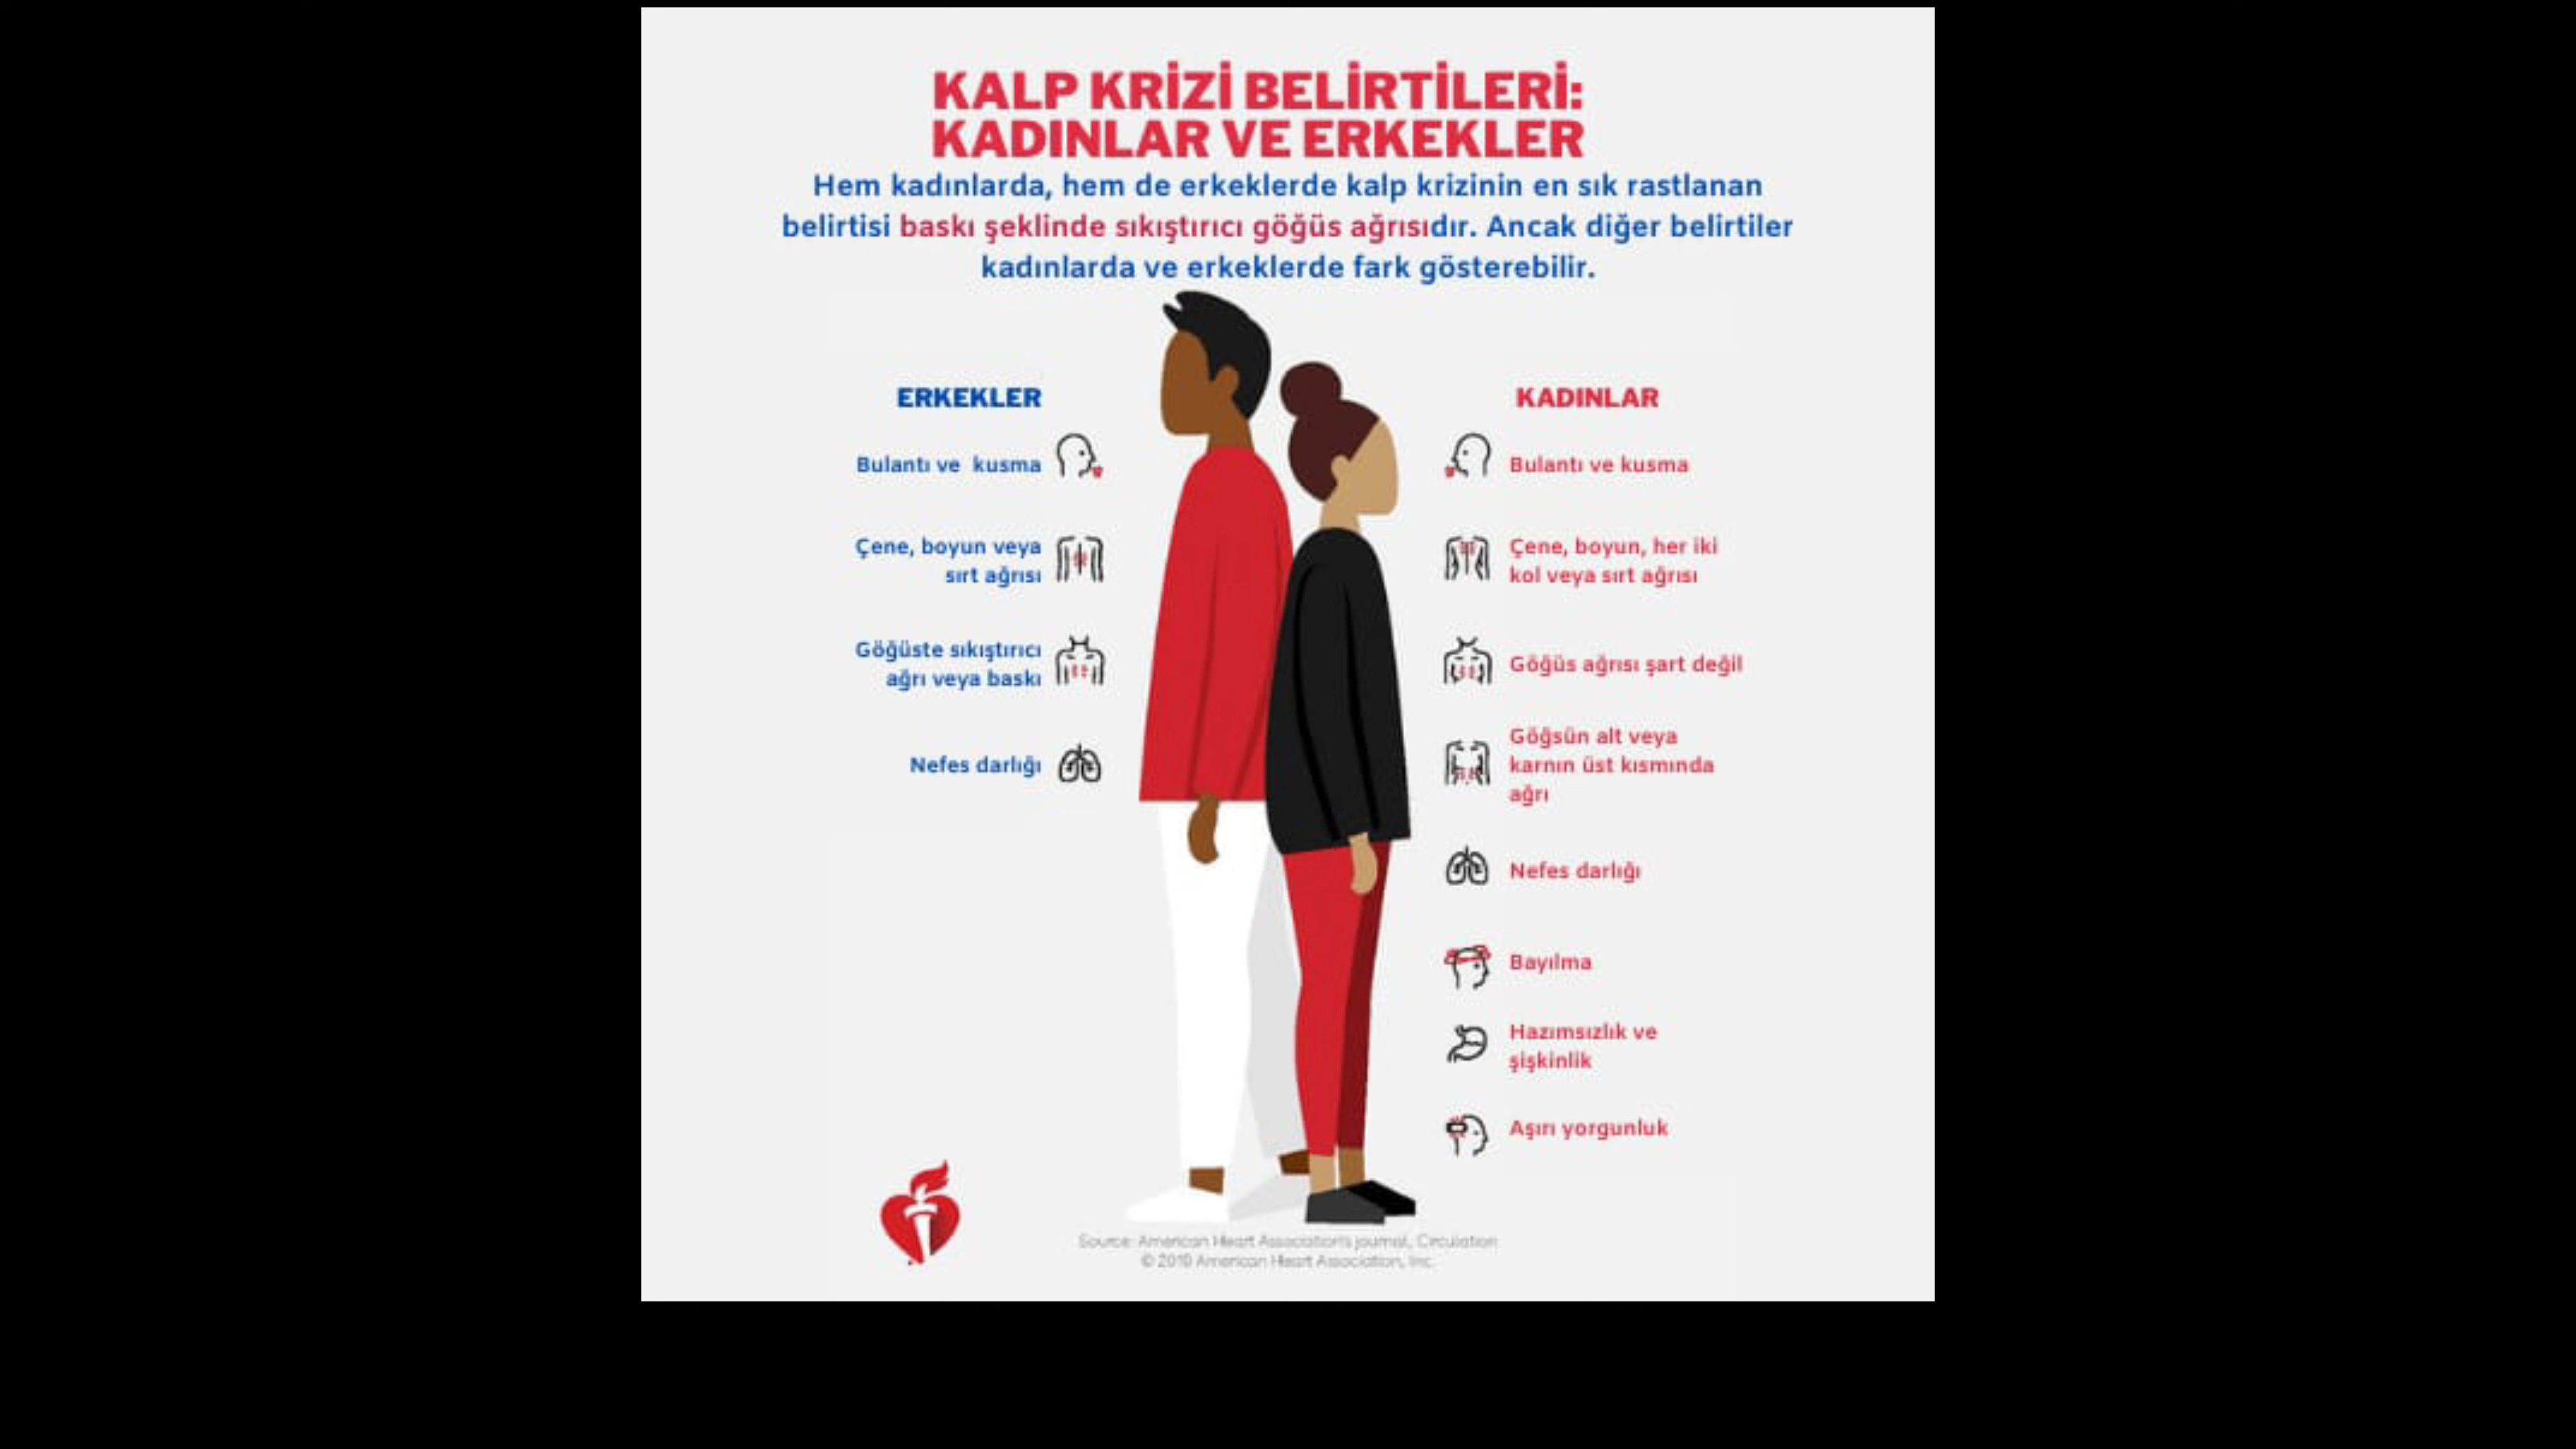 KALP KRİZİ BELİRTİLERİ:
KADINLAR VE ERKEKLER
Hem kadınlarda, hem de erkeklerde kalp krizinin en sık rastlanan
belirtisi baskı şeklinde sıkıştırıcı göğüs ağrısıdır. Ancak diğer belirtiler
kadınlarda ve erkeklerde fark gösterebilir.
ERKEKLER
Bulantı ve kusma
Çene, boyun veya
sırt ağrısı
Göğüste sıkıştırıcı
ağrı veya baskı
Nefes darlığı
KADINLAR
Bulantı ve kusma
Çene, boyun, her iki
kol veya sırt ağrısı
Göğüs ağrısı şart değil
Göğsün alt veya
karnın üst kısmında
ağrı
Nefes darlığı
Bayılma
Hazımsızlık ve
şişkinlik
Aşırı yorgunluk
Source: American Heart Association's journal, Circulation
© 2019 American Heart Association, Inc.